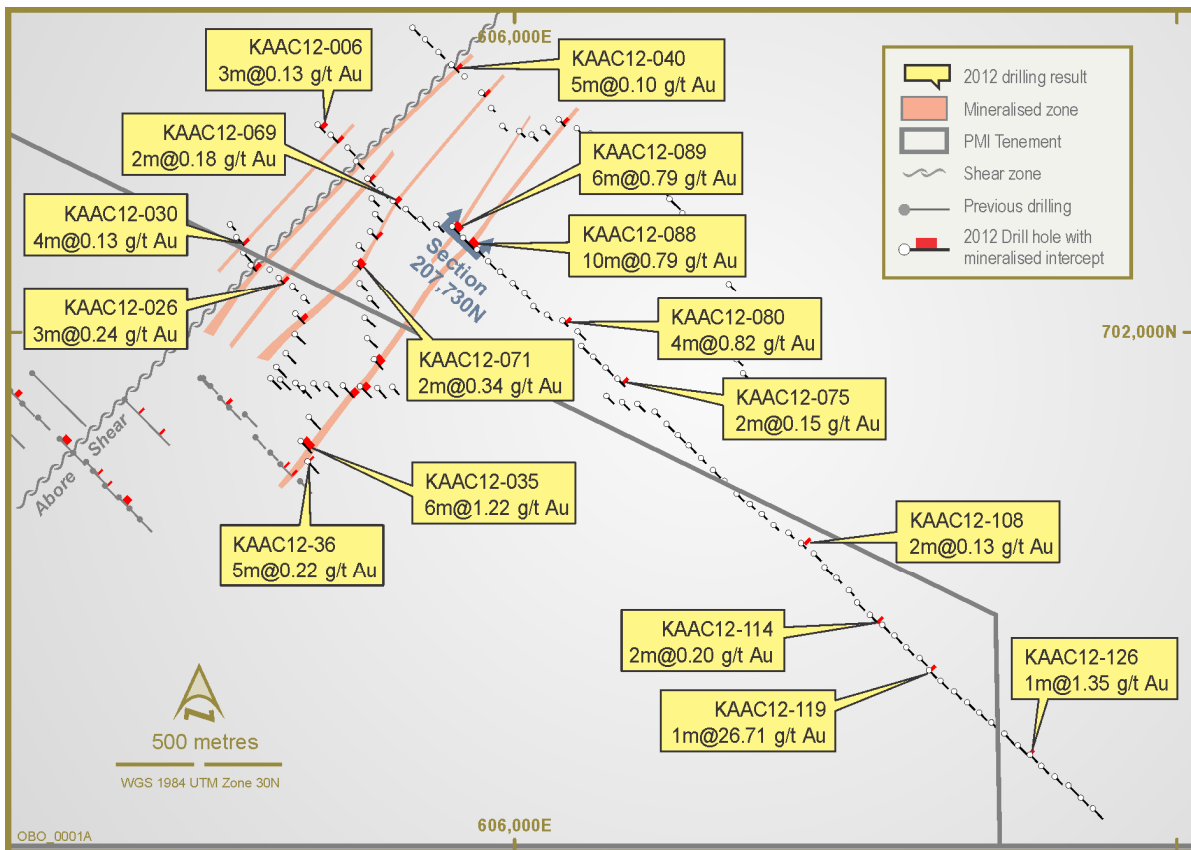 606,000E
KAAC12-006
3m@0.13 g/t Au
KAAC12-040
5m@0.10 g/t Au
2012 drilling result
Mineralised zone
PMI Tenement
Shear zone
Previous drilling
2012 Drill hole with
mineralised intercept
KAAC12-069
2m@0.18 g/t Au
KAAC12-089
6m@0.79 g/t Au
KAAC12-030
4m@0.13 g/t Au
KAAC12-088
10m@0.79 g/t Au
Section
207,730N
KAAC12-026
3m@0.24 g/t Au
KAAC12-080
4m@0.82 g/t Au
702,000N
KAAC12-071
2m@0.34 g/t Au
KAAC12-075
2m@0.15 g/t Au
Abore Shear
KAAC12-035
6m@1.22 g/t Au
KAAC12-36
5m@0.22 g/t Au
KAAC12-108
2m@0.13 g/t Au
KAAC12-114
2m@0.20 g/t Au
KAAC12-126
1m@1.35 g/t Au
KAAC12-119
1m@26.71 g/t Au
N
500 metres
WGS 1984 UTM Zone 30N
606,000E
OBO_0001A